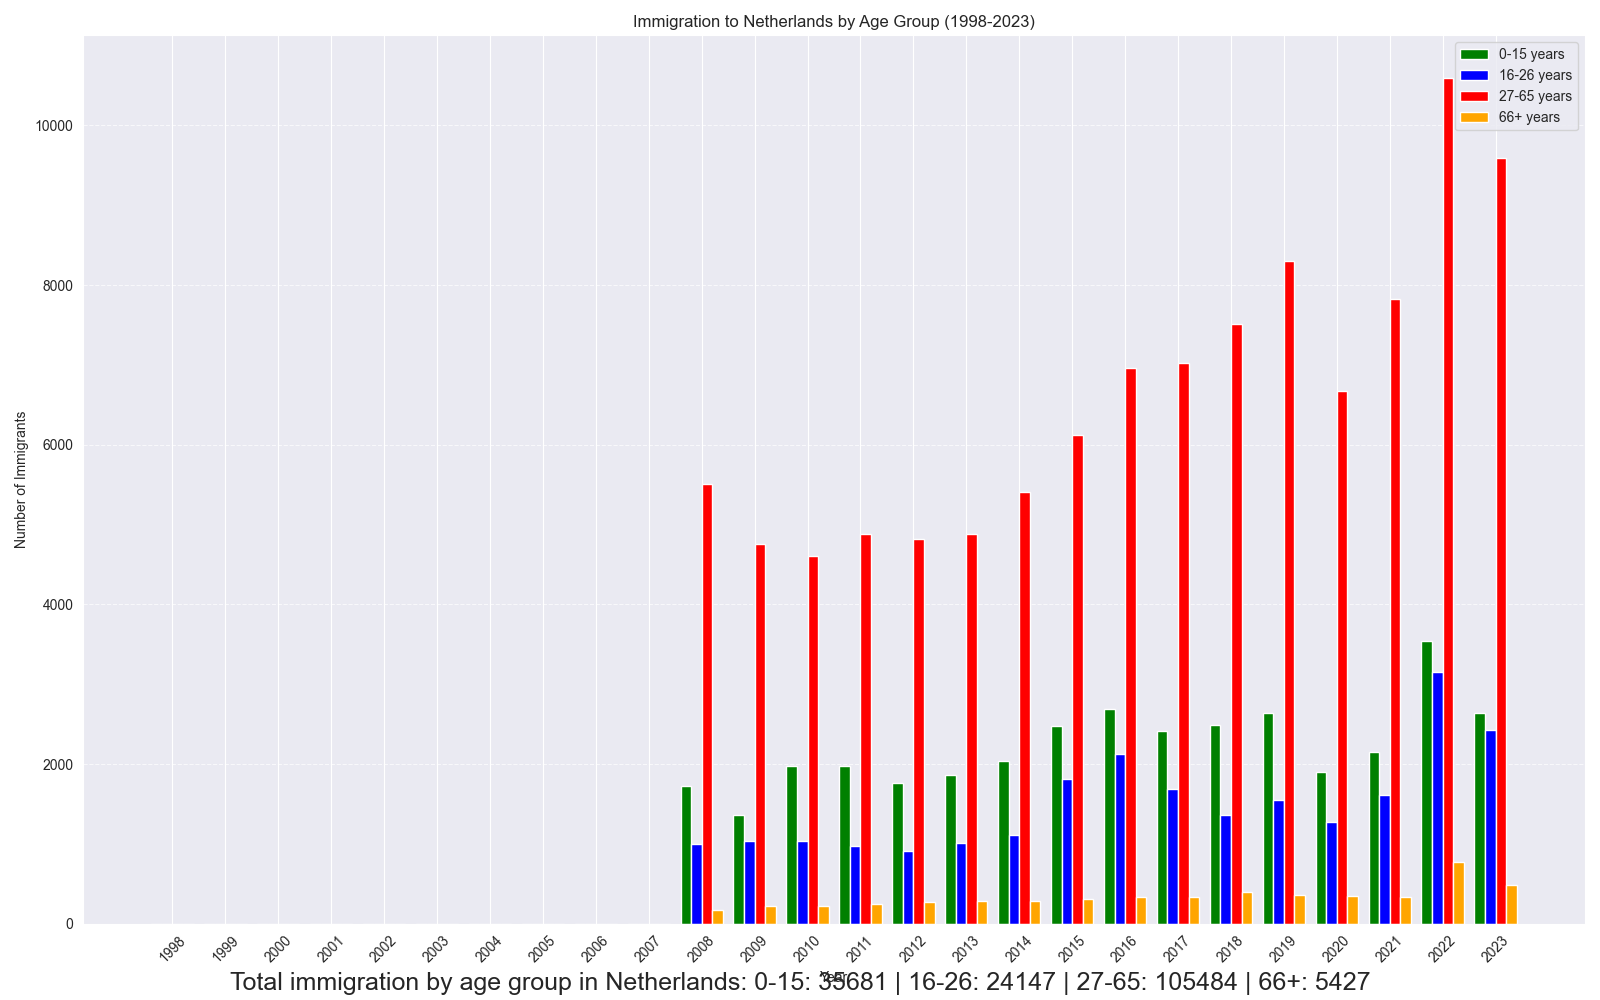 Immigration to Netherlands by Age Group (1998-2023)
0-15 years
16-26 years
27-65 years
66+ years
Number of Immigrants
10000
8000
6000
4000
2000
0
1998 1999 2000 2001 2002 2003 2004 2005 2006 2007 2008 2009 2010 2011 2012 2013 2014 2015 2016 2017 2018 2019 2020 2021 2022 2023
Year
Total immigration by age group in Netherlands: 0-15: 35681 | 16-26: 24147 | 27-65: 105484 | 66+: 5427